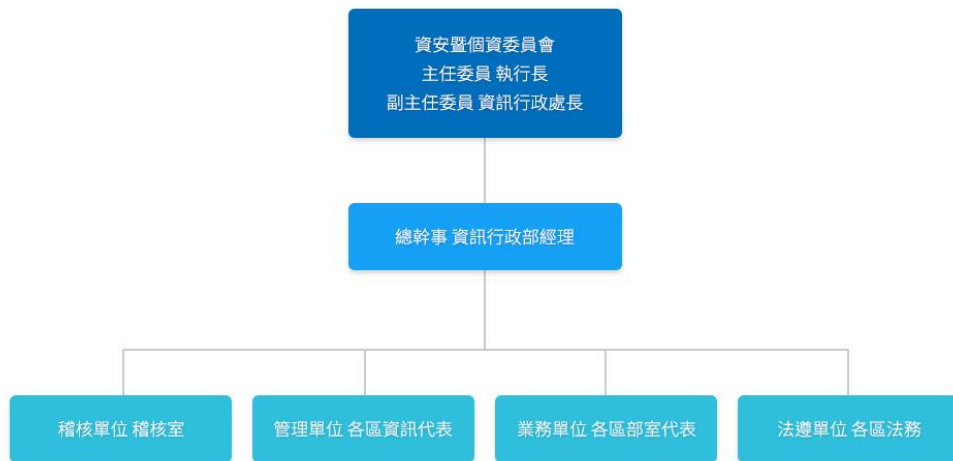 資安暨個資委員會
主任委員 執行長
副主任委員 資訊行政處長
總幹事 資訊行政部經理
稽核單位 稽核室
管理單位 各區資訊代表
業務單位 各區部室代表
法遵單位 各區法務